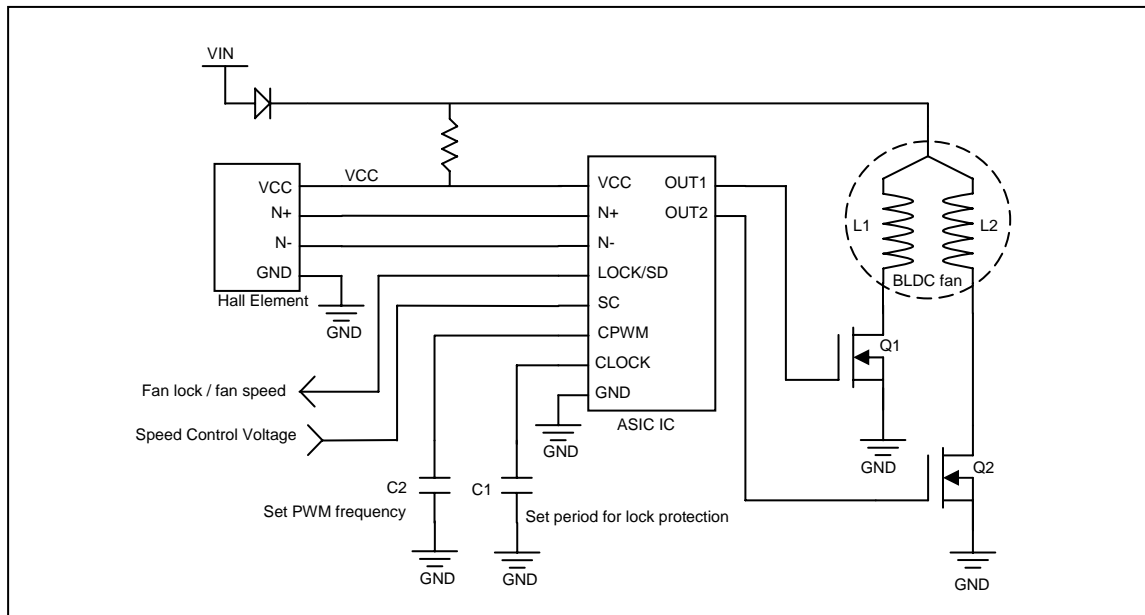 VIN
VCC
VCC
N+
N-
GND
Hall Element
GND
VCC
N+
N-
LOCK/SD
SC
CPWM
CLOCK
GND
OUT1
OUT2
ASIC IC
GND
L1
L2
BLDC fan
Q1
GND
Q2
GND
Fan lock / fan speed
Speed Control Voltage
C2
Set PWM frequency
GND
C1
Set period for lock protection
GND